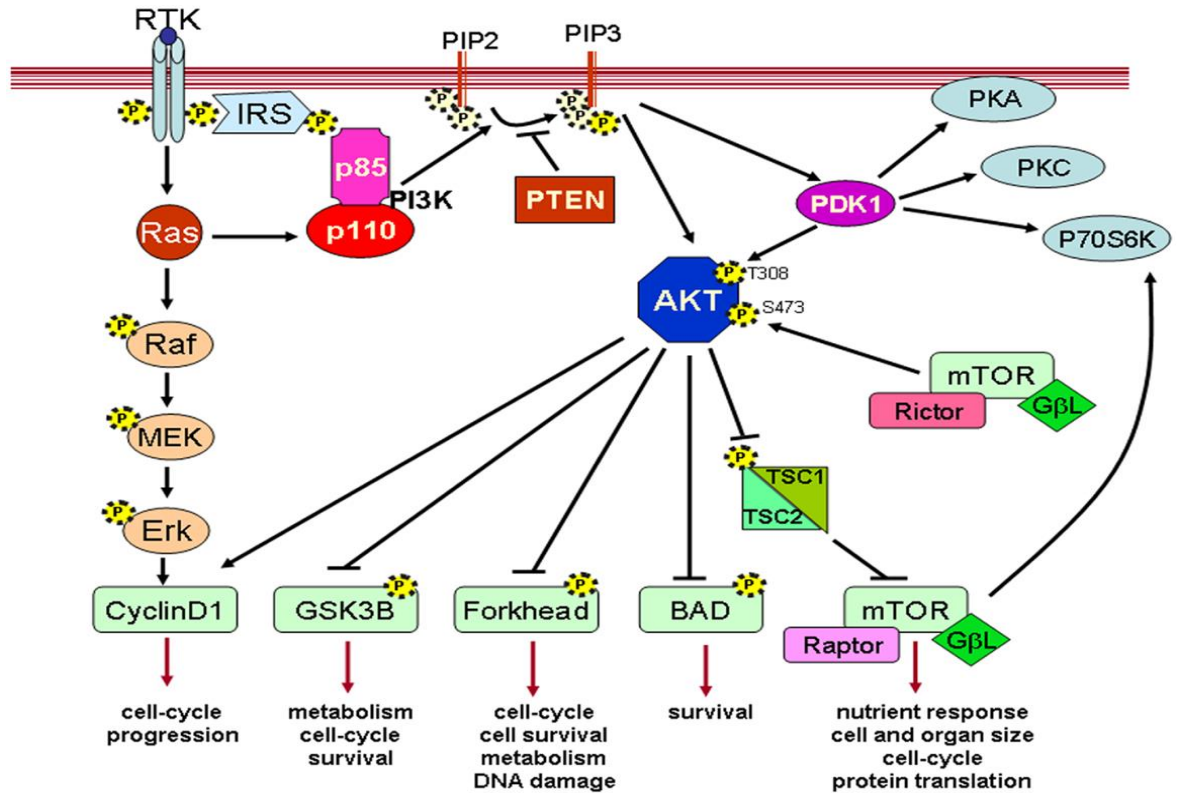 RTK
PIP2
PIP3
P
P
IRS
P
P
P
P
P
P
PKA
p85
PI3K
p110
PTEN
PDK1
PKC
P70S6K
Ras
AKT
P
T308
P
S473
P
Raf
mTOR
Rictor
GβL
P
MEK
P
TSC1
TSC2
P
Erk
CyclinD1
GSK3B
P
Forkhead
P
BAD
P
mTOR
Raptor
GβL
cell-cycle
progression
metabolism
cell-cycle
survival
cell-cycle
cell survival
metabolism
DNA damage
survival
nutrient response
cell and organ size
cell-cycle
protein translation